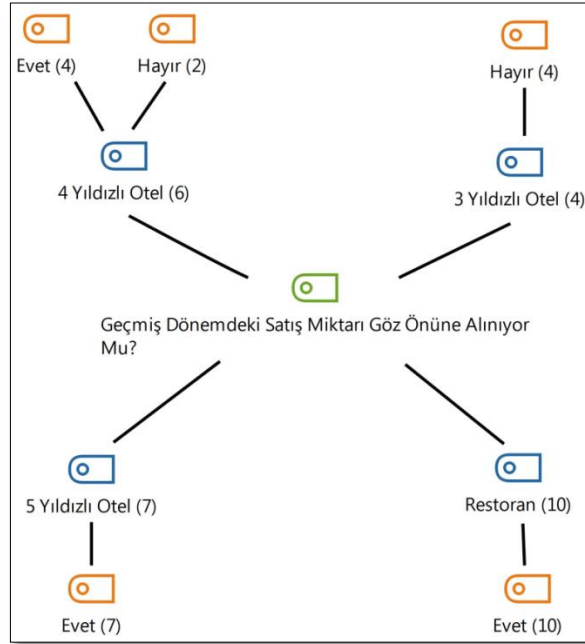 Evet (4)
Hayır (2)
Hayır (4)
4 Yıldızlı Otel (6)
3 Yıldızlı Otel (4)
Geçmiş Dönemdeki Satış Miktarı Göz Önüne Alınıyor
Mu?
5 Yıldızlı Otel (7)
Restoran (10)
Evet (7)
Evet (10)